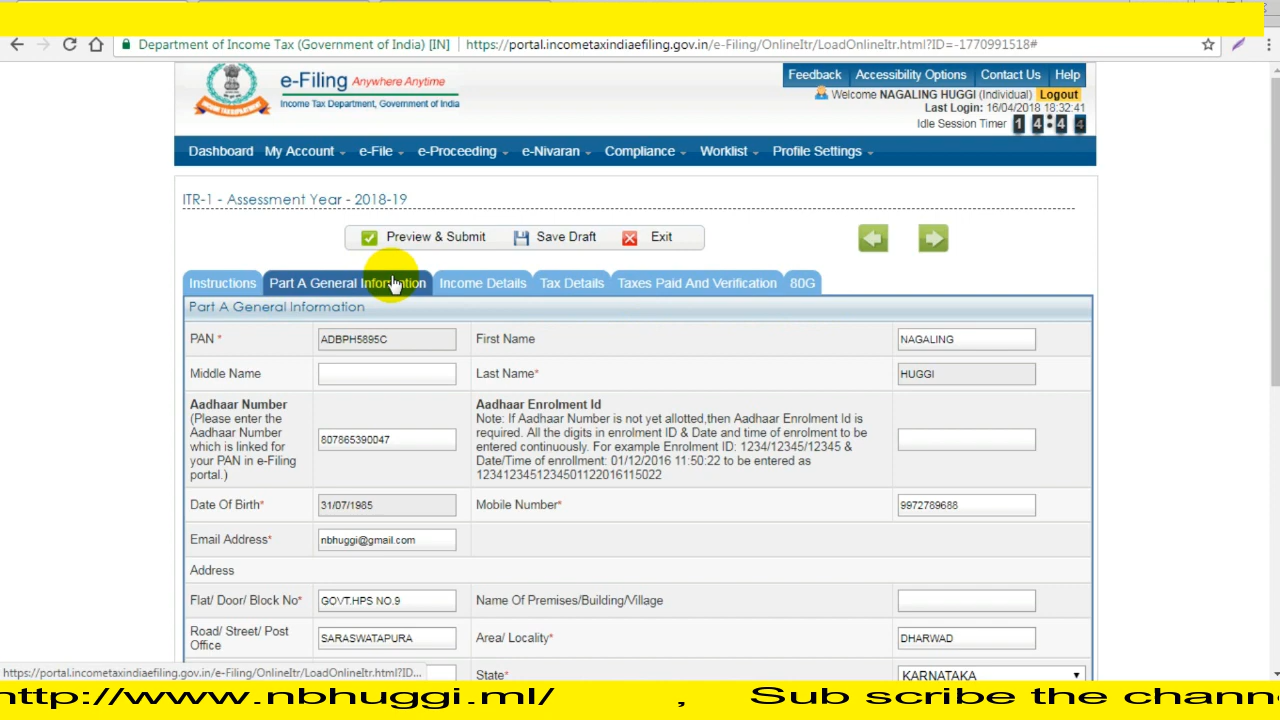 Department of Income Tax (Government of India) [IN]
https://portal.incometaxindiaefiling.gov.in/e-Filing/OnlineItr/LoadOnlineItr.html?ID=-1770991518#
e-Filing Anywhere Anytime
Income Tax Department, Government of India
Feedback Accessibility Options Contact Us Help
Welcome NAGALING HUGGI (Individual) Logout
Last Login: 16/04/2018 18:32:41
Idle Session Timer 1 4 : 4
Dashboard My Account e-File e-Proceeding e-Nivaran Compliance Worklist Profile Settings
ITR-1 - Assessment Year - 2018-19
Preview & Submit Save Draft Exit
Instructions Part A General Information Income Details Tax Details Taxes Paid And Verification 80G
Part A General Information
PAN * ADBPH5895C First Name NAGALING
Middle Name Last Name* HUGGI
Aadhaar Number
(Please enter the
Aadhaar Number
which is linked for
your PAN in e-Filing
portal.)
807865390047
Aadhaar Enrolment Id
Note: If Aadhaar Number is not yet allotted,then Aadhaar Enrolment Id is
required. All the digits in enrolment ID & Date and time of enrolment to be
entered continuously. For example Enrolment ID: 1234/12345/12345 &
Date/Time of enrollment: 01/12/2016 11:50:22 to be entered as
1234123451234501122016115022
Date Of Birth* 31/07/1985 Mobile Number* 9972789688
Email Address* nbhuggi@gmail.com
Address
Flat/ Door/ Block No* GOVT.HPS NO.9 Name Of Premises/Building/Village
Road/ Street/ Post
Office
SARASWATAPURA Area/ Locality* DHARWAD
State* KARNATAKA
https://portal.incometaxindiaefiling.gov.in/e-Filing/OnlineItr/LoadOnlineItr.html?ID...
http://www.nbhuggi.ml/ , Sub scribe the chann